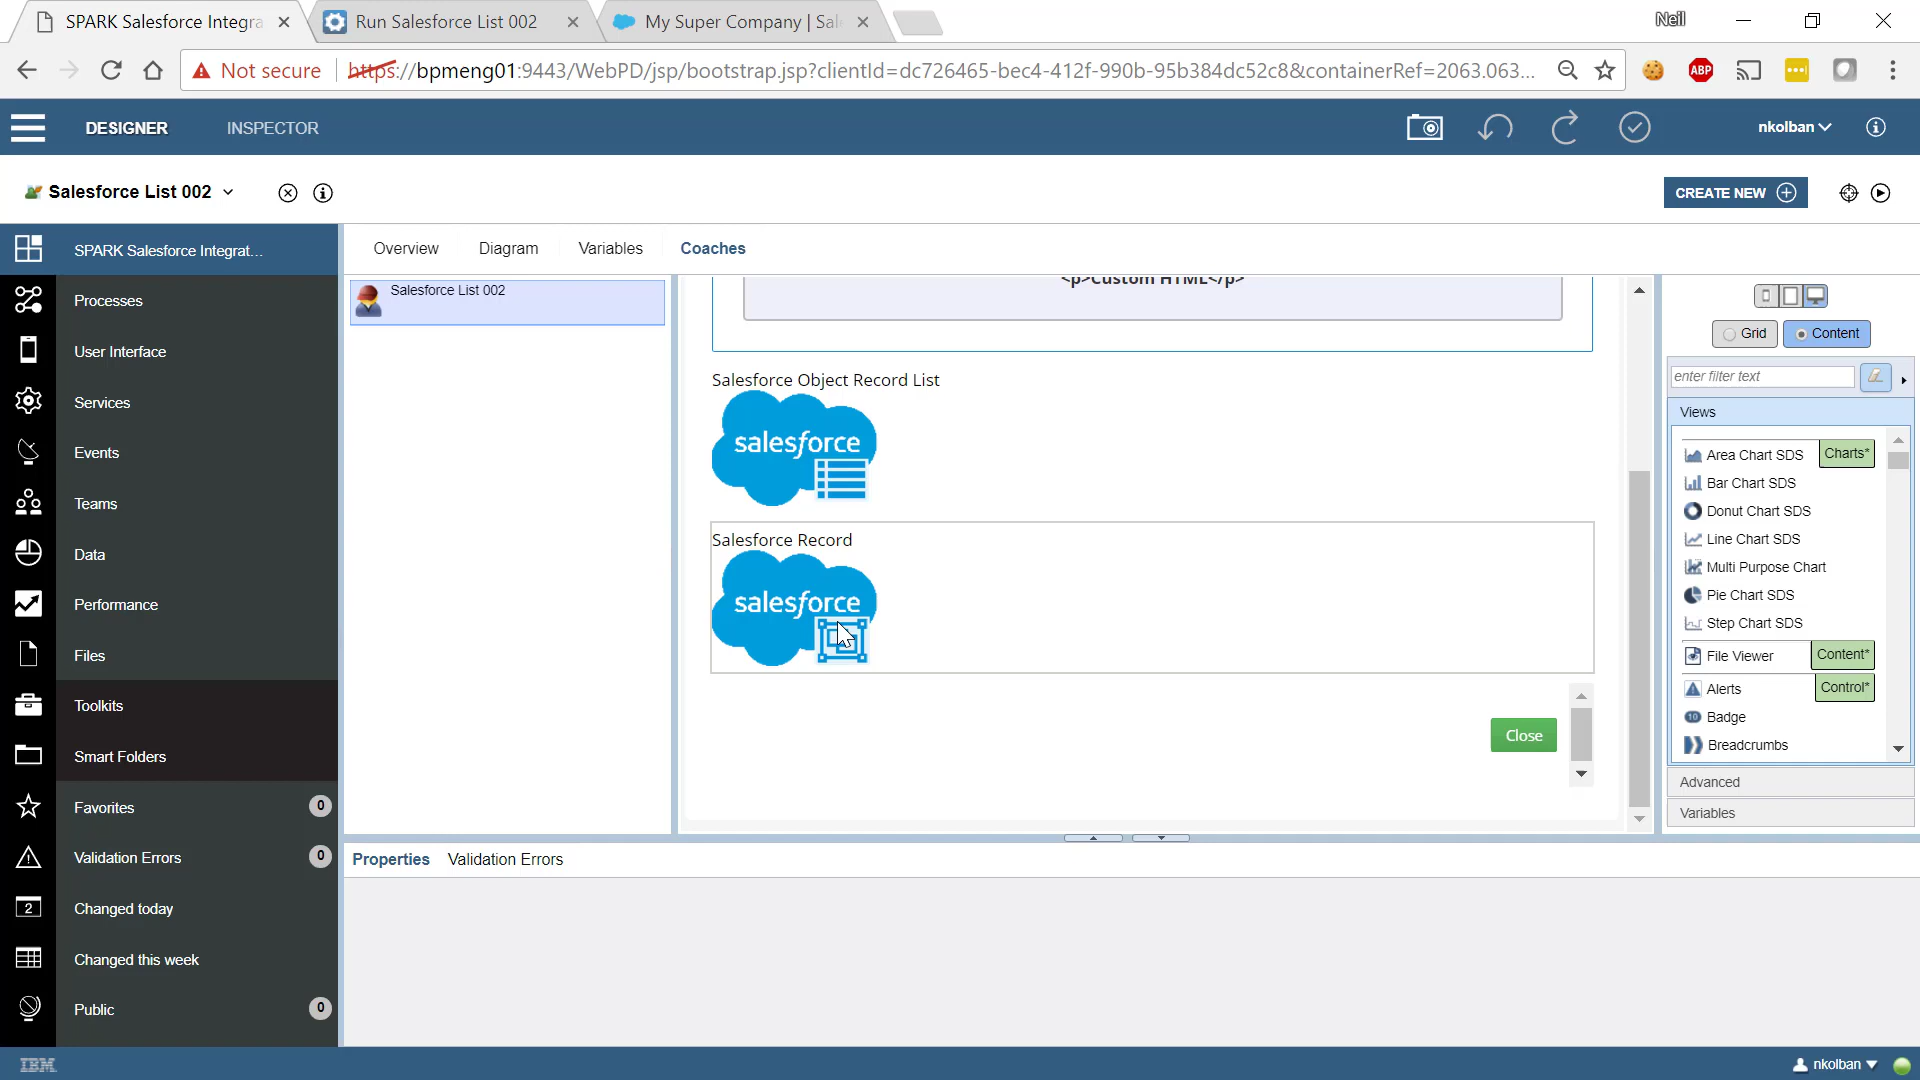 SPARK Salesforce Integra
Run Salesforce List 002
My Super Company | Sal
Neil
Not secure
https://bpmeng01:9443/WebPD/jsp/bootstrap.jsp?clientId=dc726465-bec4-412f-990b-95b384dc52c8&containerRef=2063.063...
ABP
DESIGNER
INSPECTOR
nkolban
Salesforce List 002
CREATE NEW
SPARK Salesforce Integrat...
Processes
User Interface
Services
Events
Teams
Data
Performance
Files
Toolkits
Smart Folders
Favorites 0
Validation Errors 0
2 Changed today
Changed this week
Public 0
Overview
Diagram
Variables
Coaches
Salesforce List 002
<p>Custom HTML</p>
Salesforce Object Record List
salesforce
Salesforce Record
salesforce
Close
Grid
Content
enter filter text
Views
Area Chart SDS
Charts*
Bar Chart SDS
Donut Chart SDS
Line Chart SDS
Multi Purpose Chart
Pie Chart SDS
Step Chart SDS
File Viewer
Content*
Alerts
Control*
10 Badge
Breadcrumbs
Advanced
Variables
Properties
Validation Errors
IBM
nkolban